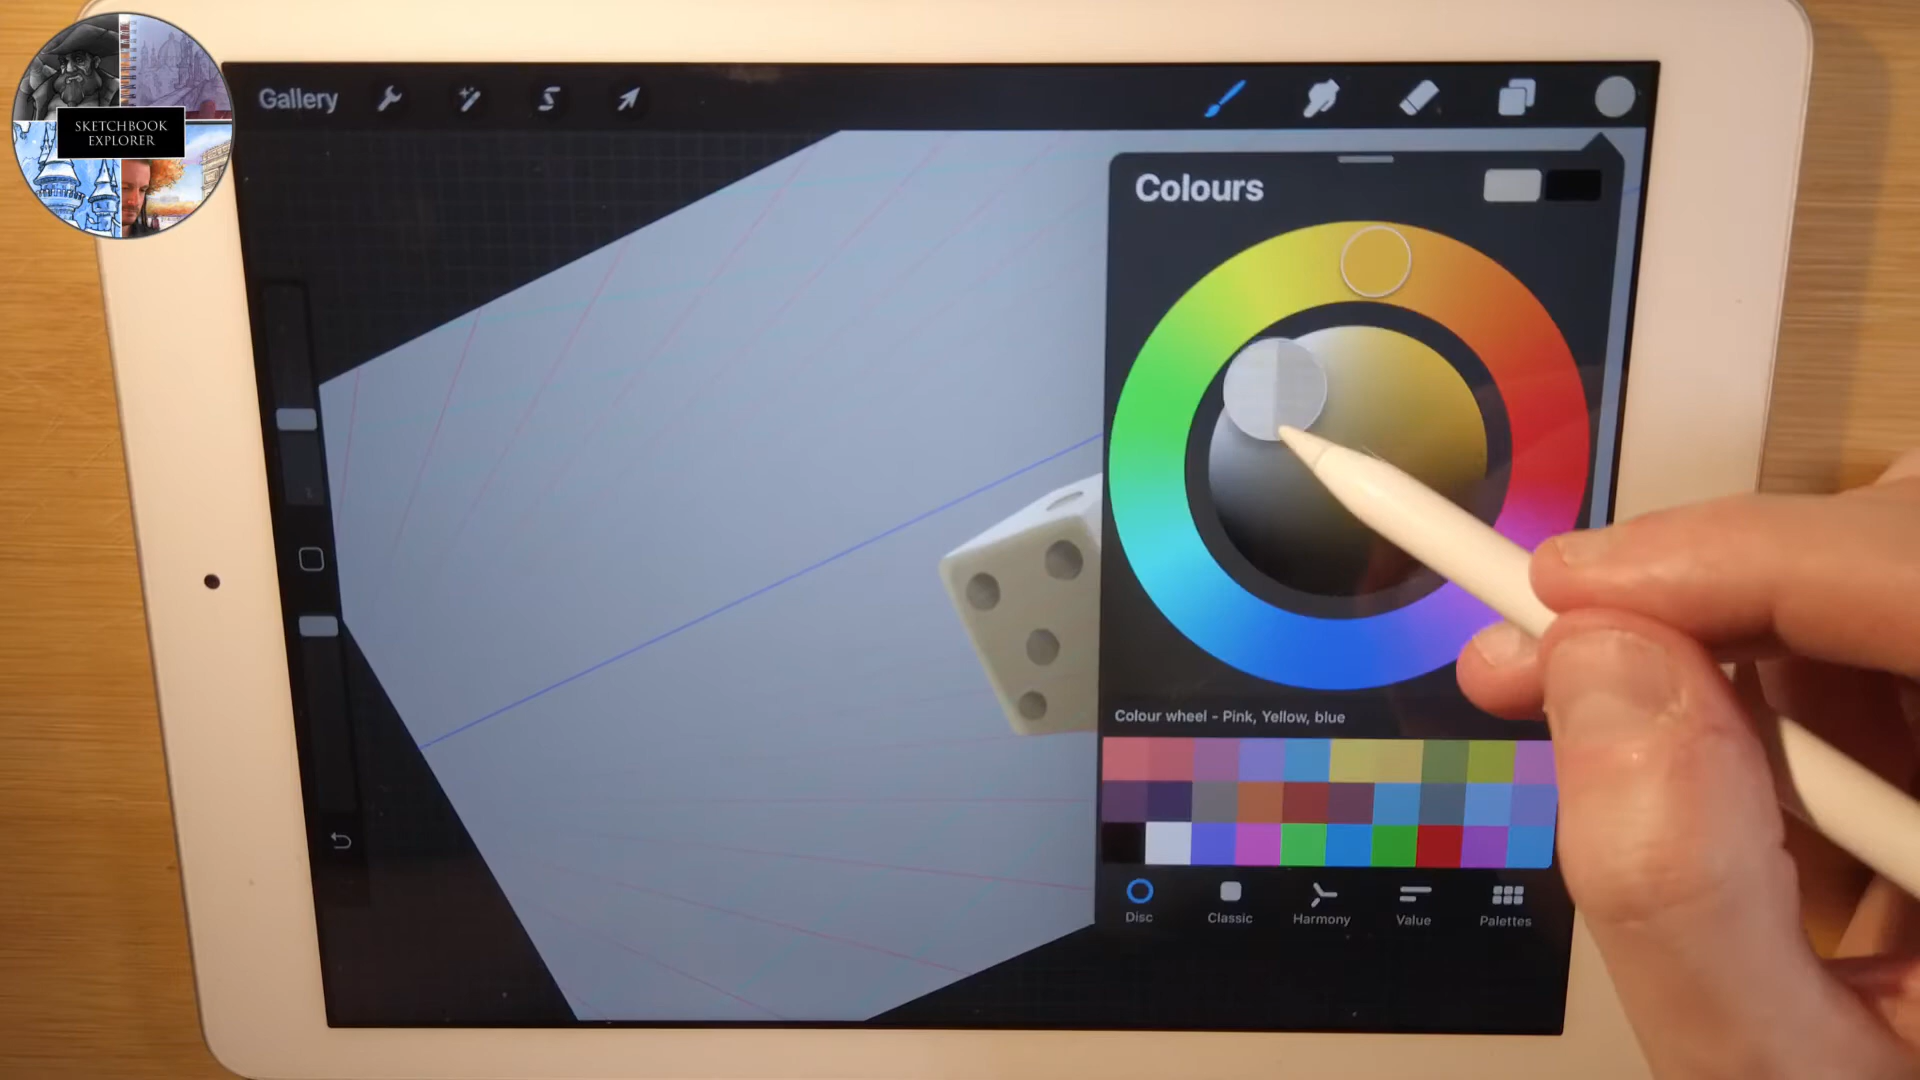 SKETCHBOOK
EXPLORER
Gallery
Colours
Colour wheel - Pink, Yellow, blue
Disc
Classic
Harmony
Value
Palettes